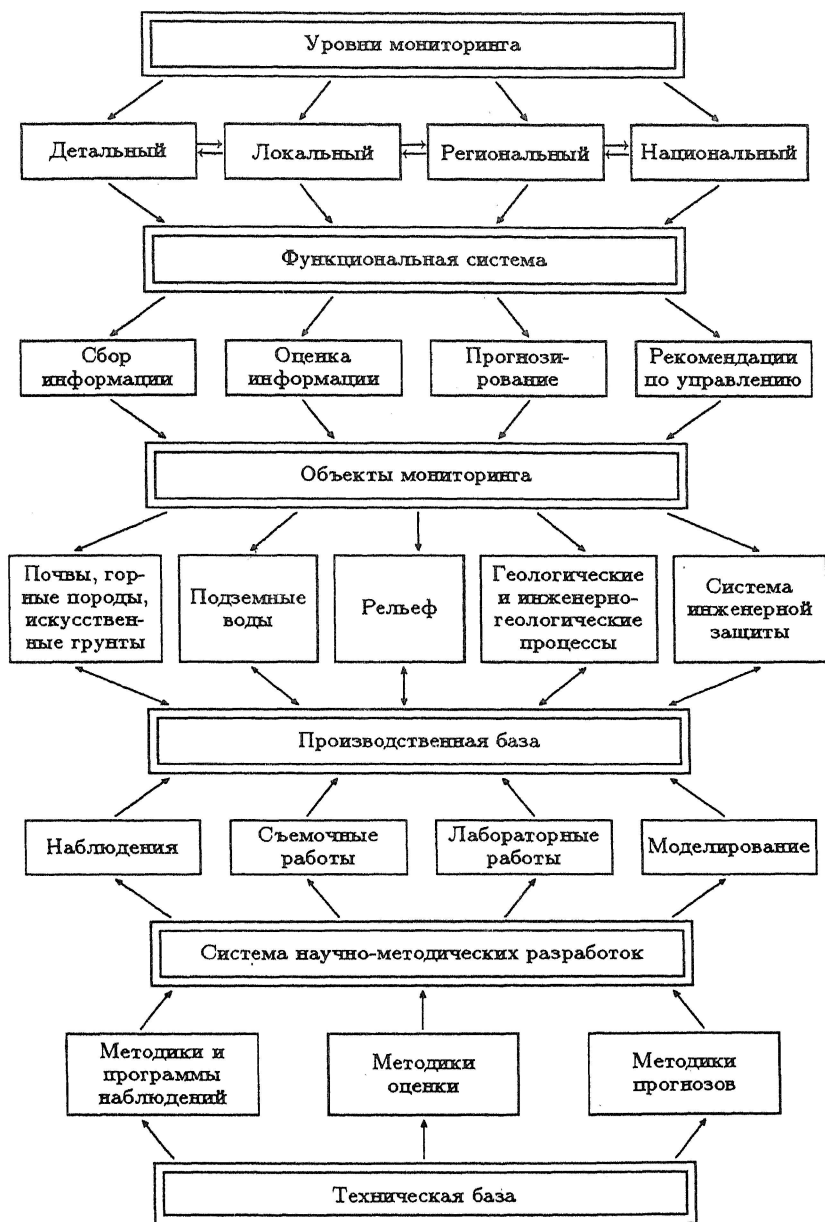 Уровни мониторинга
Детальный
Локальный
Региональный
Национальный
Функциональная система
Сбор
информации
Оценка
информации
Прогнози-
рование
Рекомендации
по управлению
Объекты мониторинга
Почвы, гор-
ные породы,
искусствен-
ные грунты
Подземные
воды
Рельеф
Геологические
и инженерно-
геологические
процессы
Система
инженерной
защиты
Производственная база
Наблюдения
Съемочные
работы
Лабораторные
работы
Моделирование
Система научно-методических разработок
Методики и
программы
наблюдений
Методики
оценки
Методики
прогнозов
Техническая база